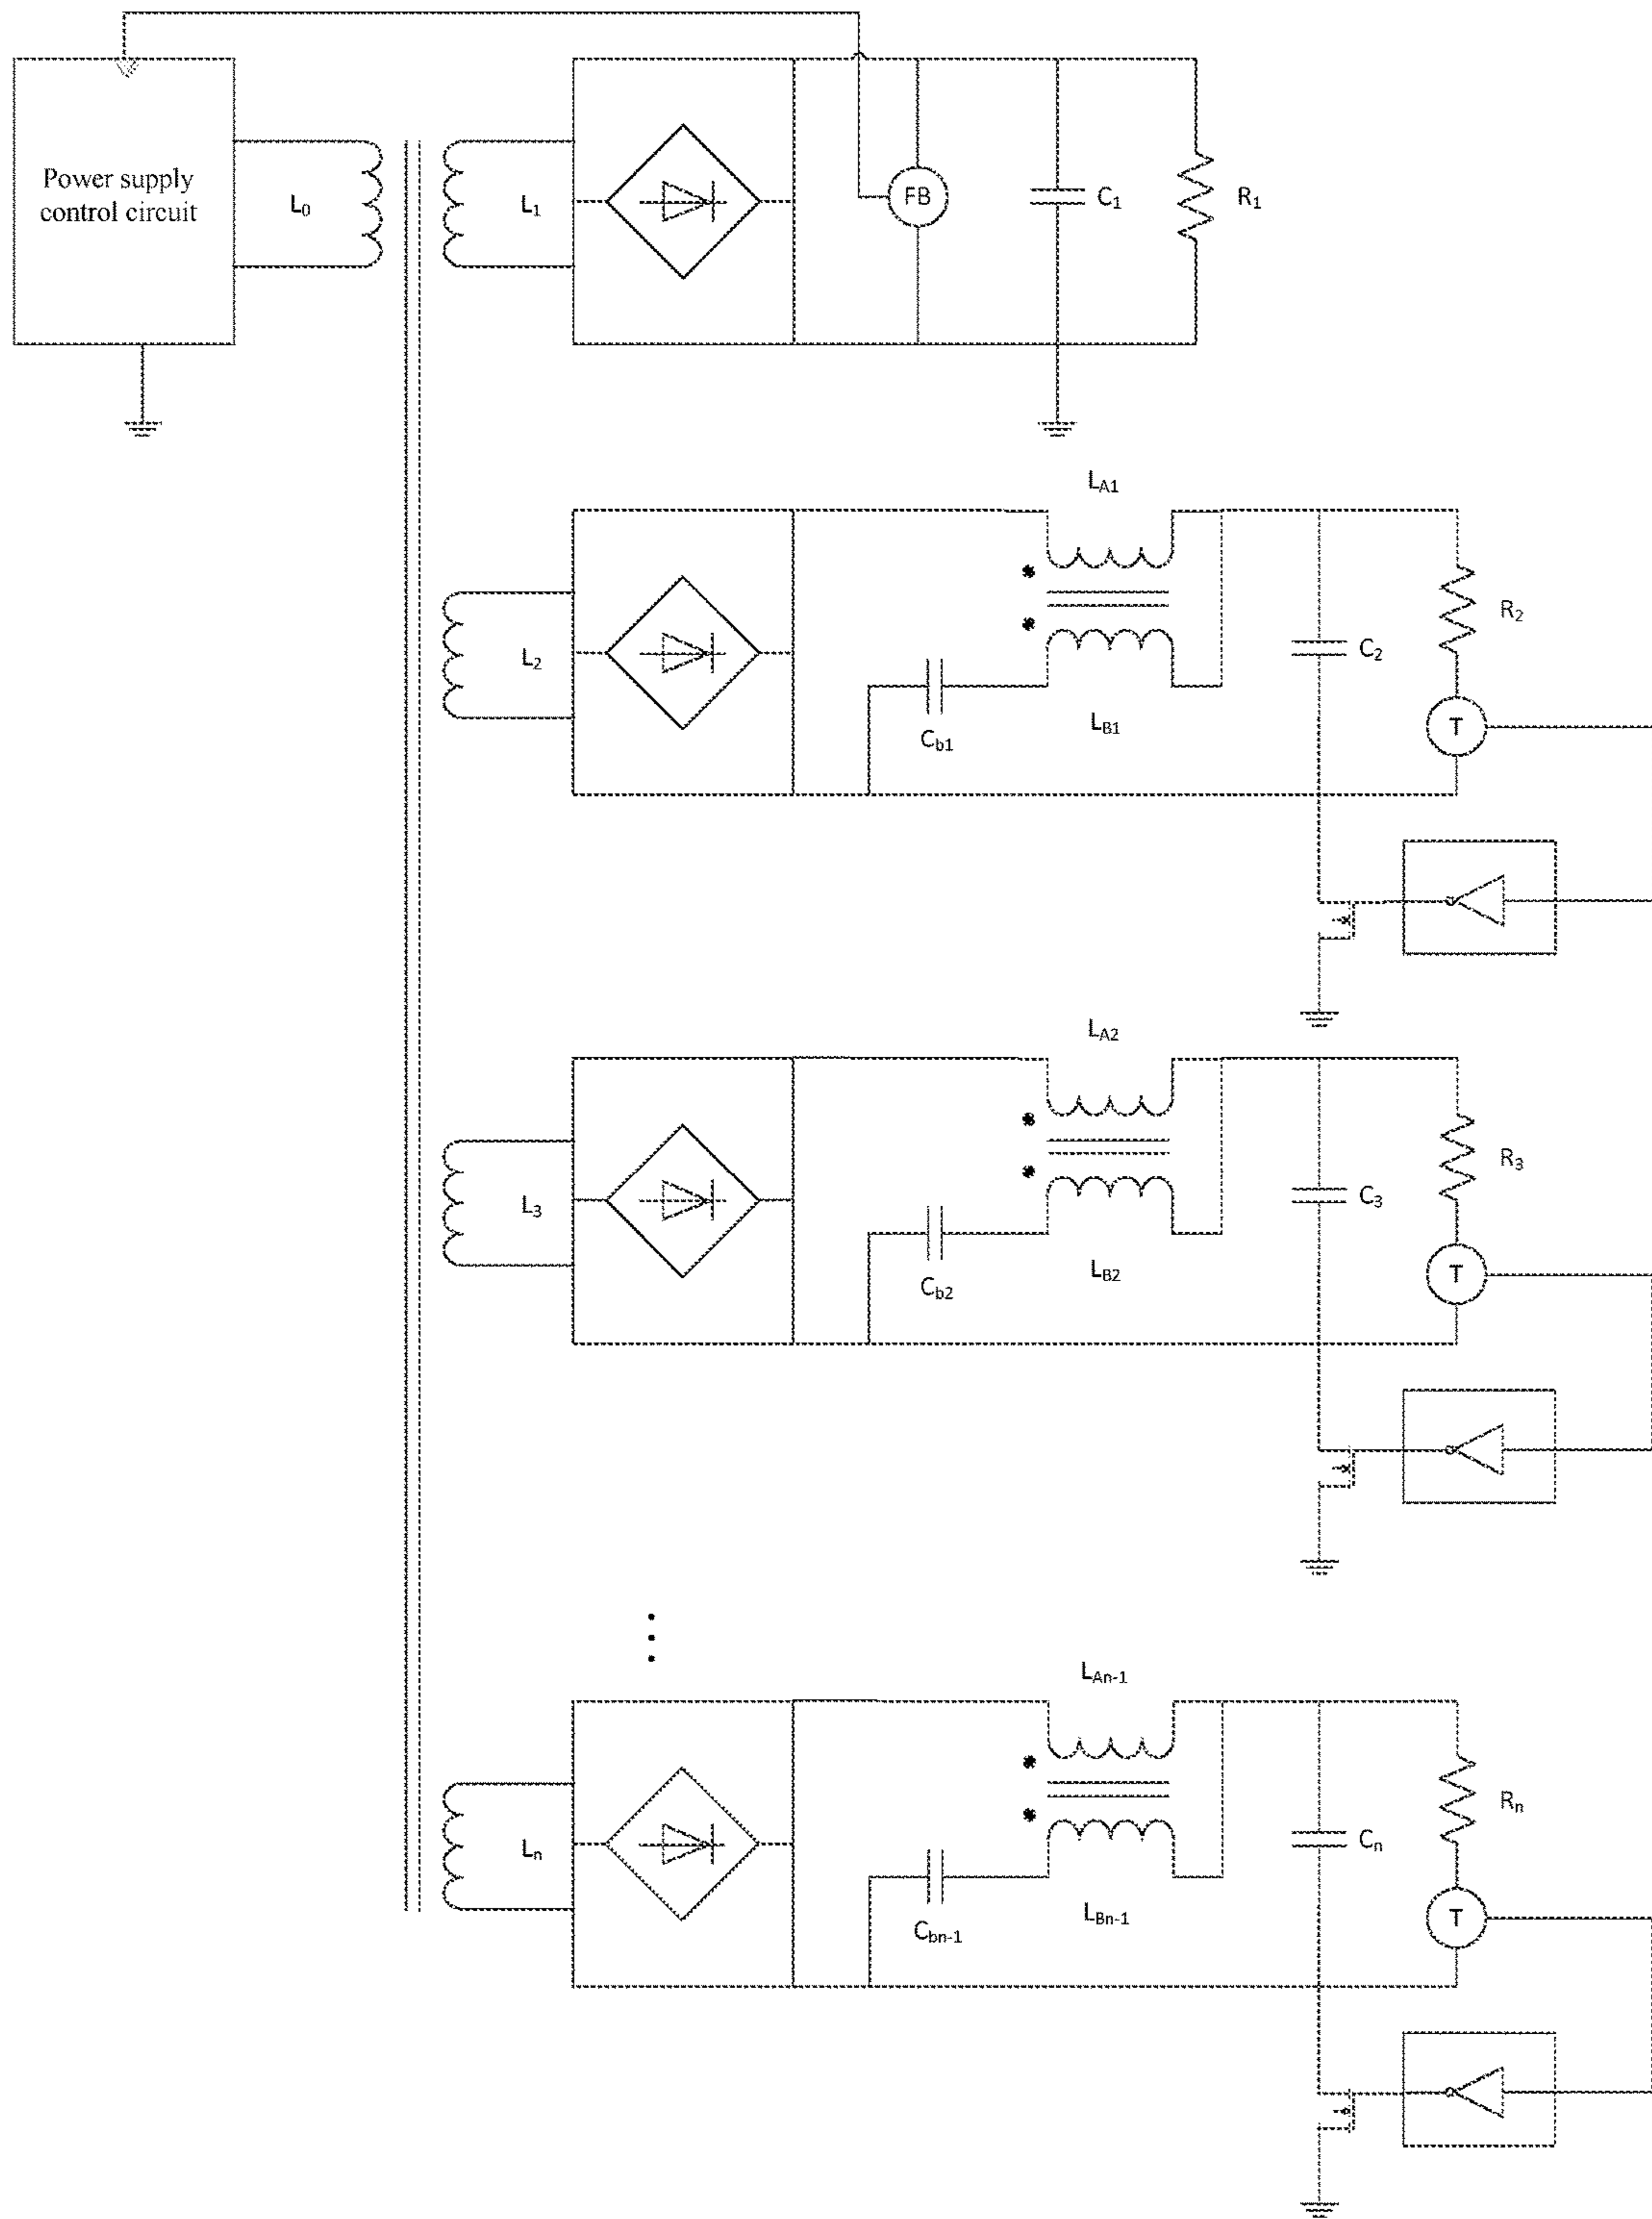 Power supply
control circuit
L0
L1
FB
C1
R1
LA1
L2
Cb1
LB1
C2
R2
T
LA2
L3
Cb2
LB2
C3
R3
T
LAn-1
Ln
Cbn-1
LBn-1
Cn
Rn
T